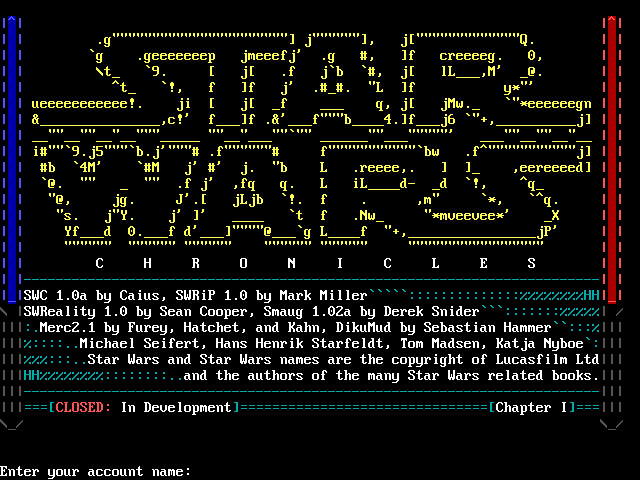 STAR
WARS
C H R O N I C L E S
SWC 1.0a by Caius, SWRiP 1.0 by Mark Miller
SWReality 1.0 by Sean Cooper, Smaug 1.02a by Derek Snider
Merc2.1 by Furey, Hatchet, and Kahn, DikuMud by Sebastian Hammer
Michael Seifert, Hans Henrik Starfeldt, Tom Madsen, Katja Nyboe
Star Wars and Star Wars names are the copyright of Lucasfilm Ltd
and the authors of the many Star Wars related books.
[CLOSED: In Development] [Chapter I]
Enter your account name: